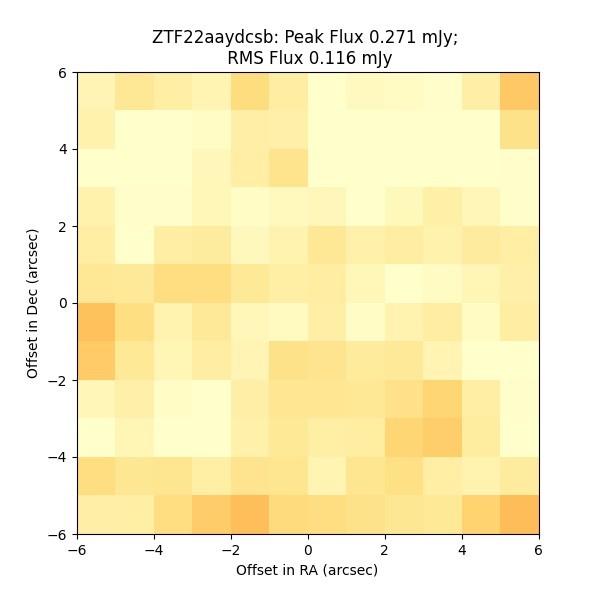 ZTF22aaydcsb: Peak Flux 0.271 mJy;
RMS Flux 0.116 mJy
6
4
2
0
−2
−4
−6
Offset in Dec (arcsec)
−6 −4 −2 0 2 4 6
Offset in RA (arcsec)